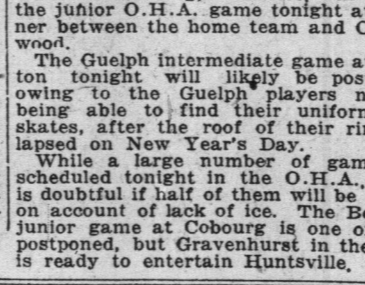 the junior O.H.A. game tonight a
ner between the home team and C
wood.
The Guelph intermediate game a
ton tonight will likely be pos
owing to the Guelph players n
being able to find their uniform
skates, after the roof of their ri
lapsed on New Year's Day.
While a large number of gam
scheduled tonight in the O.H.A.,
is doubtful if half of them will be
on account of lack of ice. The Be
junior game at Cobourg is one o
postponed, but Gravenhurst in the
is ready to entertain Huntsville.